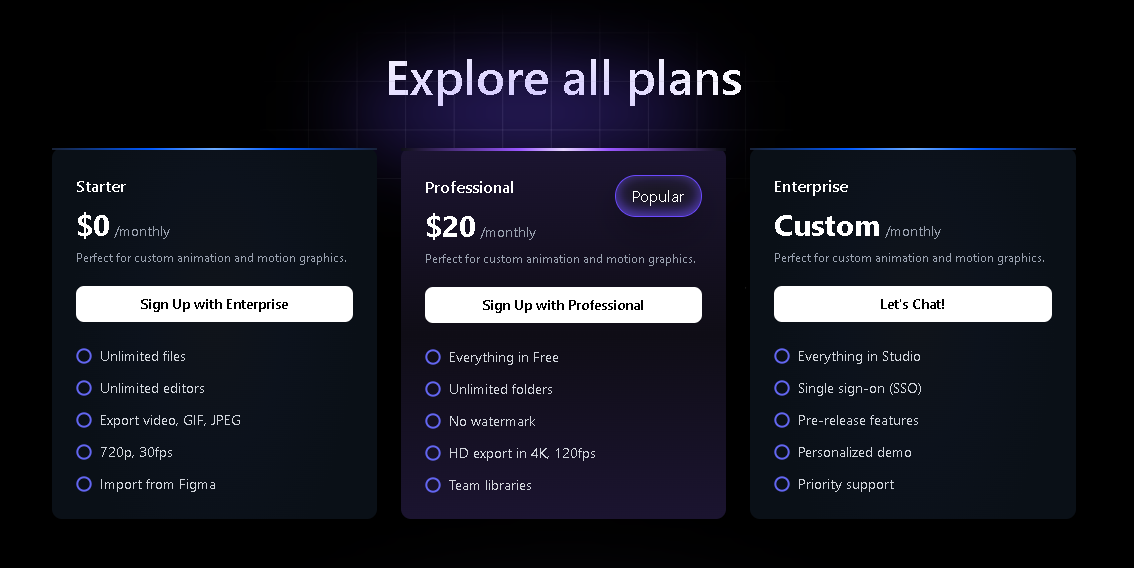 Explore all plans
Starter
$0 /monthly
Perfect for custom animation and motion graphics.
Sign Up with Enterprise
Unlimited files
Unlimited editors
Export video, GIF, JPEG
720p, 30fps
Import from Figma
Professional
Popular
$20 /monthly
Perfect for custom animation and motion graphics.
Sign Up with Professional
Everything in Free
Unlimited folders
No watermark
HD export in 4K, 120fps
Team libraries
Enterprise
Custom /monthly
Perfect for custom animation and motion graphics.
Let's Chat!
Everything in Studio
Single sign-on (SSO)
Pre-release features
Personalized demo
Priority support